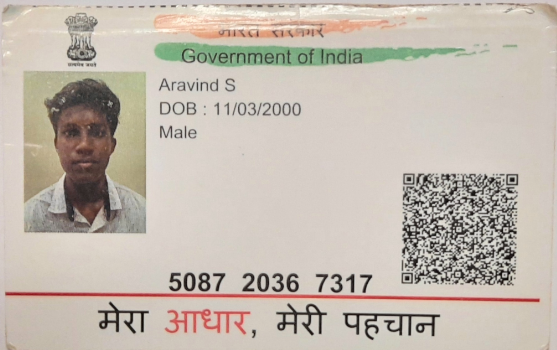 भारत सरकार
Government of India
सत्यमेव जयते
Aravind S
DOB : 11/03/2000
Male
5087 2036 7317
मेरा आधार, मेरी पहचान